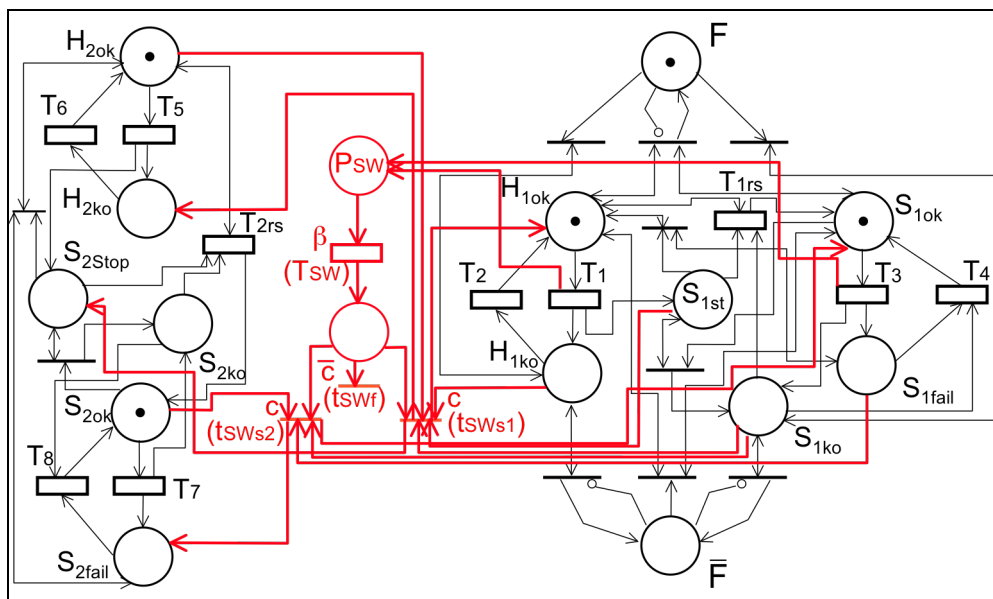 H2ok
F
T6
T5
PSW
H1ok
T1rs
S1ok
H2ko
T2rs
β
(TSW)
S2Stop
T2
T1
S1st
T3
T4
H1ko
S2ko
c̄
(tSWf)
S1fail
S2ok
c
(tSWs2)
c
(tSWs1)
S1ko
T8
T7
S2fail
F̄